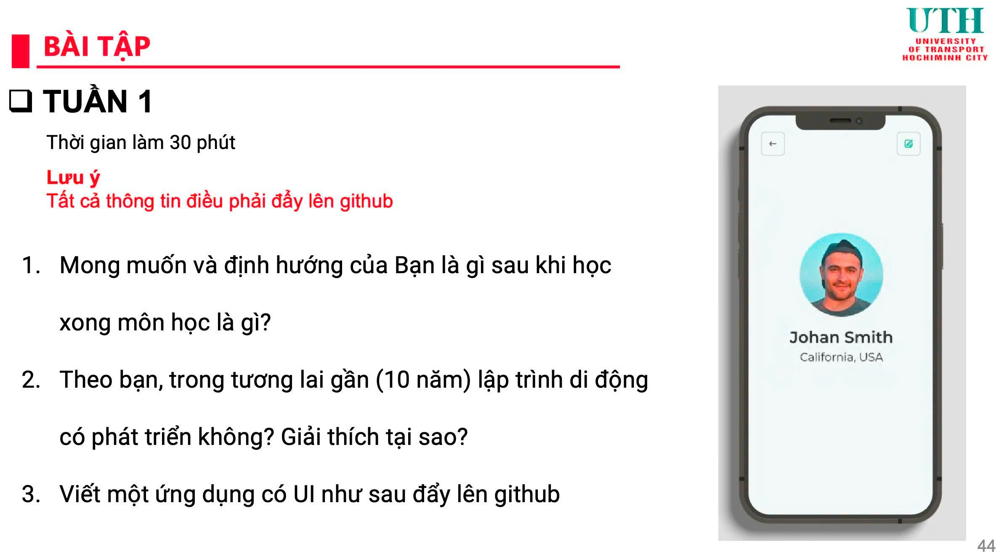 BÀI TẬP
UTH
UNIVERSITY
OF TRANSPORT
HOCHIMINH CITY
TUẦN 1
Thời gian làm 30 phút
Lưu ý
Tất cả thông tin điều phải đẩy lên github
1. Mong muốn và định hướng của Bạn là gì sau khi học
xong môn học là gì?
2. Theo bạn, trong tương lai gần (10 năm) lập trình di động
có phát triển không? Giải thích tại sao?
3. Viết một ứng dụng có UI như sau đẩy lên github
Johan Smith
California, USA
44